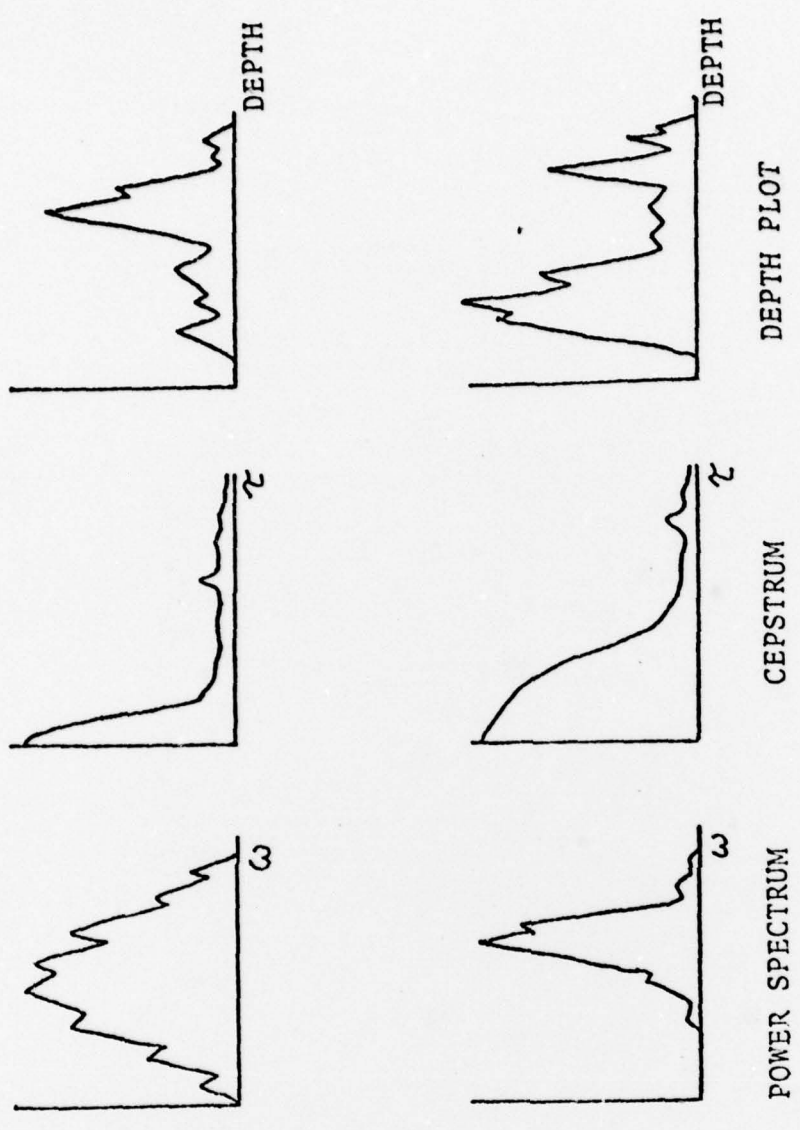 ω
τ
DEPTH
ω
τ
DEPTH
POWER SPECTRUM
CEPSTRUM
DEPTH PLOT